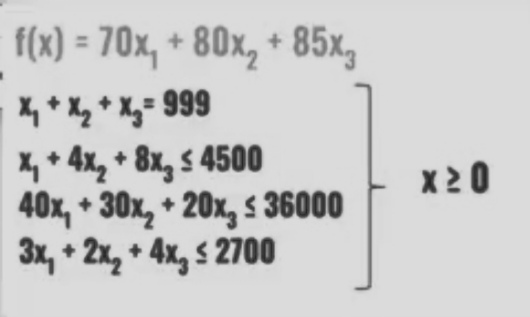 f(x) = 70x₁ + 80x₂ + 85x₃
x₁ + x₂ + x₃= 999
x₁ + 4x₂ + 8x₃ ≤ 4500
40x₁ + 30x₂ + 20x₃ ≤ 36000
3x₁ + 2x₂ + 4x₃ ≤ 2700
x ≥ 0